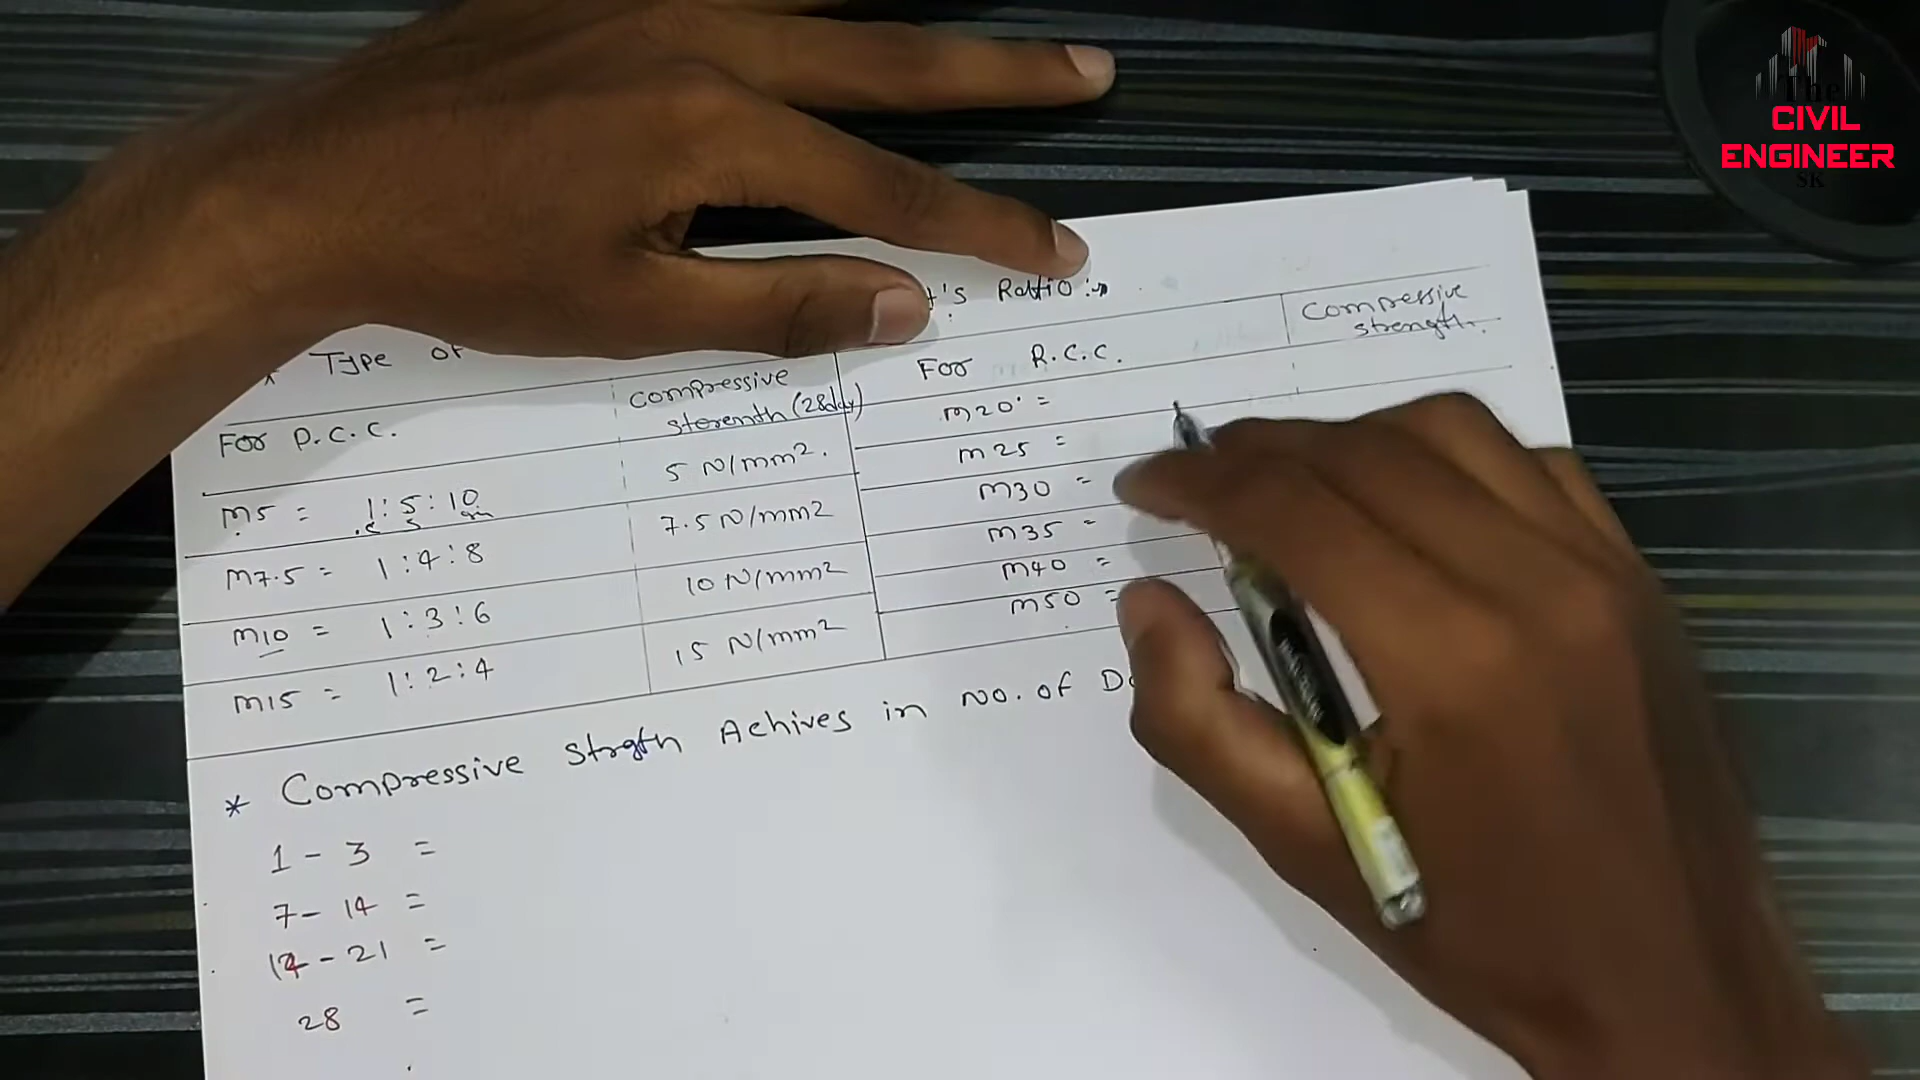 The
CIVIL
ENGINEER
SK
* Type of
t's Ratio :-
For P.C.C.
compressive
sterenth (28day)
M5 = 1:5:10
c s
5 N/mm2.
M7.5 = 1:4:8
7.5 N/mm2
M10 = 1:3:6
10 N/mm2
M15 = 1:2:4
15 N/mm2
For R.C.C.
Compressive
strength.
M20 =
M25 =
M30 =
M35 =
M40 =
M50 =
* Compressive Strgth Achives in No. of D
1 - 3 =
7 - 14 =
14 - 21 =
28 =